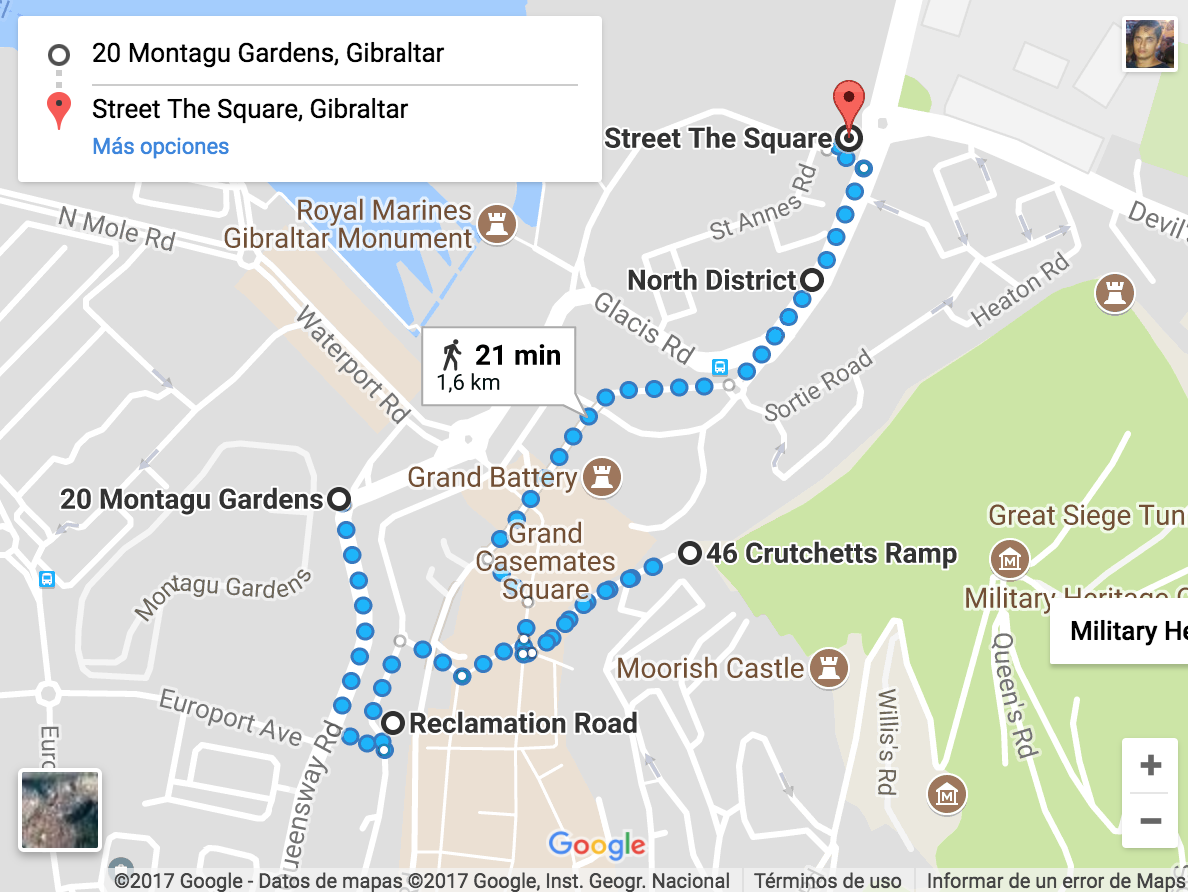 20 Montagu Gardens, Gibraltar
Street The Square, Gibraltar
Más opciones
Street The Square
St Annes Rd
Devil's
N Mole Rd
Royal Marines
Gibraltar Monument
North District
Heaton Rd
Glacis Rd
Waterport Rd
21 min
1,6 km
Sortie Road
Grand Battery
20 Montagu Gardens
Grand
Casemates
Square
46 Crutchetts Ramp
Great Siege Tun
Military Heritage C
Military He
Montagu Gardens
Moorish Castle
Queen's Rd
Willis's Rd
Europort Ave
Reclamation Road
Euro
Queensway Rd
Google
©2017 Google - Datos de mapas ©2017 Google, Inst. Geogr. Nacional
Términos de uso
Informar de un error de Maps